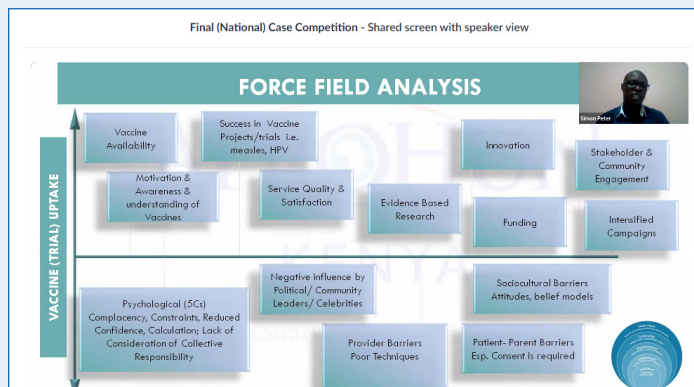 Final (National) Case Competition - Shared screen with speaker view
FORCE FIELD ANALYSIS
Simon Peter
VACCINE (TRIAL) UPTAKE
Vaccine
Availability
Success in Vaccine
Projects/trials i.e.
measles, HPV
Innovation
Stakeholder &
Community
Engagement
Motivation &
Awareness &
understanding of
Vaccines
Service Quality &
Satisfaction
Evidence Based
Research
Funding
Intensified
Campaigns
KENYA
Psychological (5Cs)
Complacency, Constraints, Reduced
Confidence, Calculation; Lack of
Consideration of Collective
Responsibility
Negative influence by
Political/ Community
Leaders/ Celebrities
Sociocultural Barriers
Attitudes, belief models
Provider Barriers
Poor Techniques
Patient- Parent Barriers
Esp. Consent is required